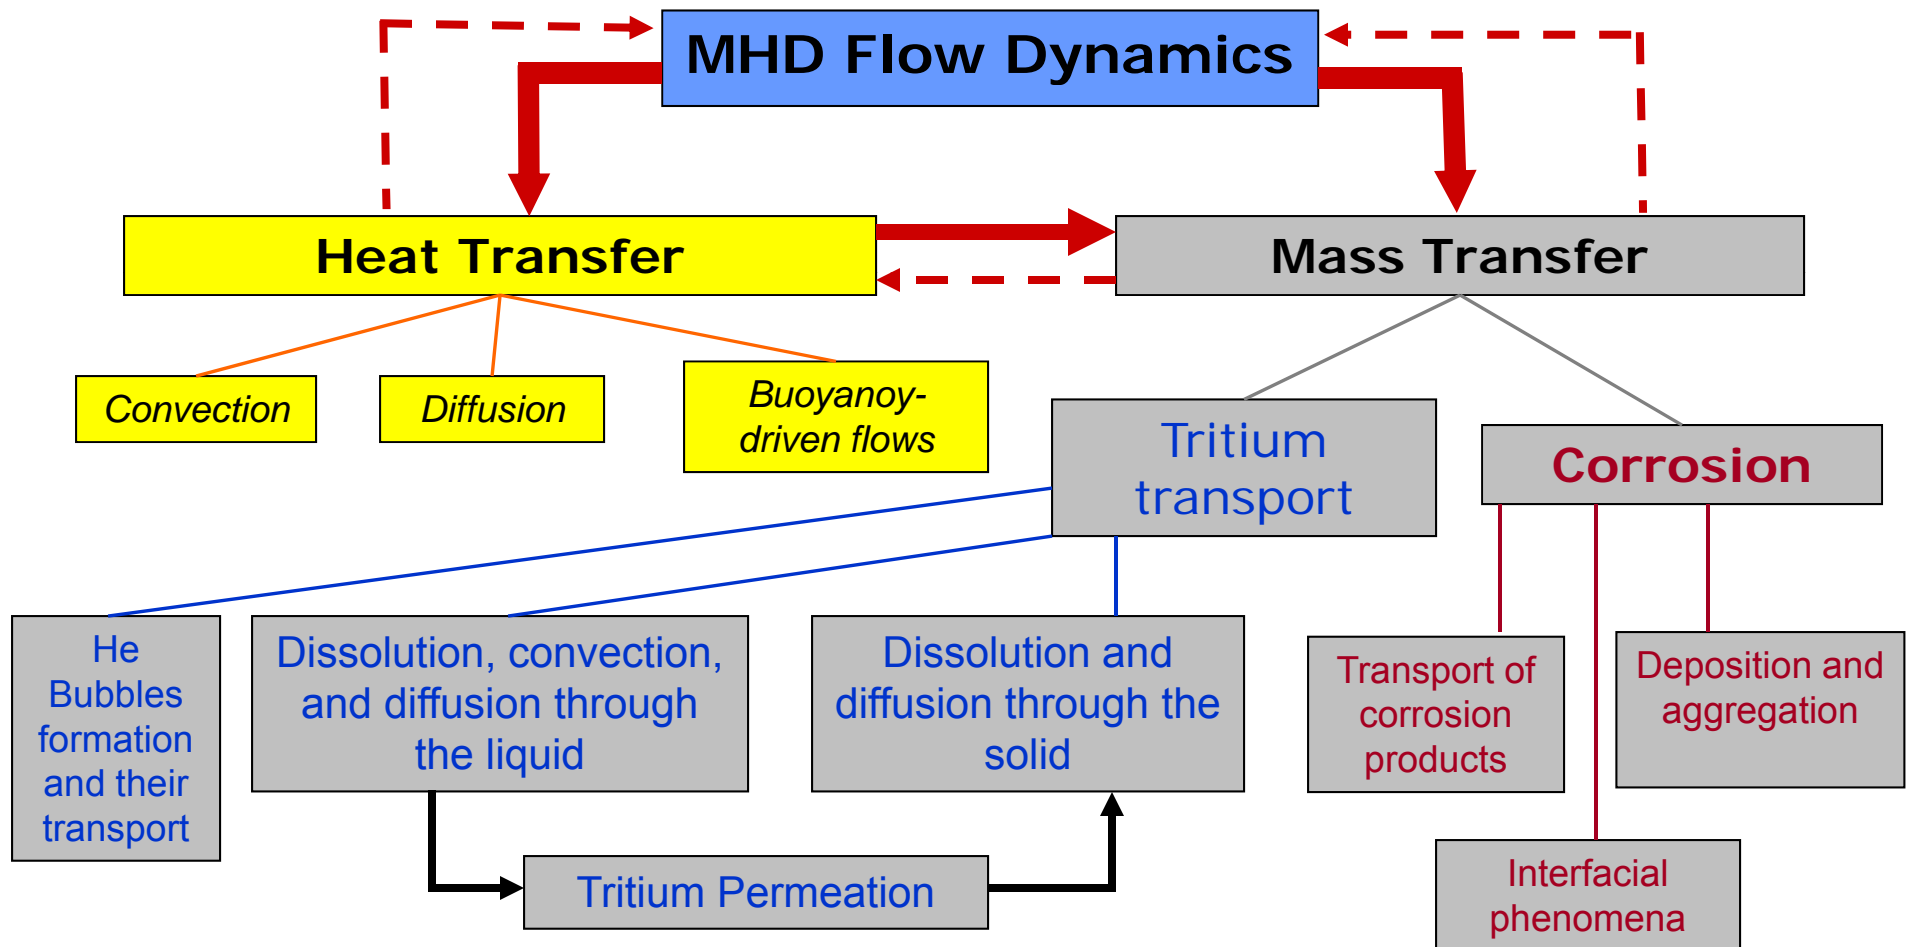 MHD Flow Dynamics
Heat Transfer
Mass Transfer
Convection
Diffusion
Buoyanoy-
driven flows
Tritium
transport
Corrosion
He
Bubbles
formation
and their
transport
Dissolution, convection,
and diffusion through
the liquid
Dissolution and
diffusion through the
solid
Transport of
corrosion
products
Deposition and
aggregation
Tritium Permeation
Interfacial
phenomena